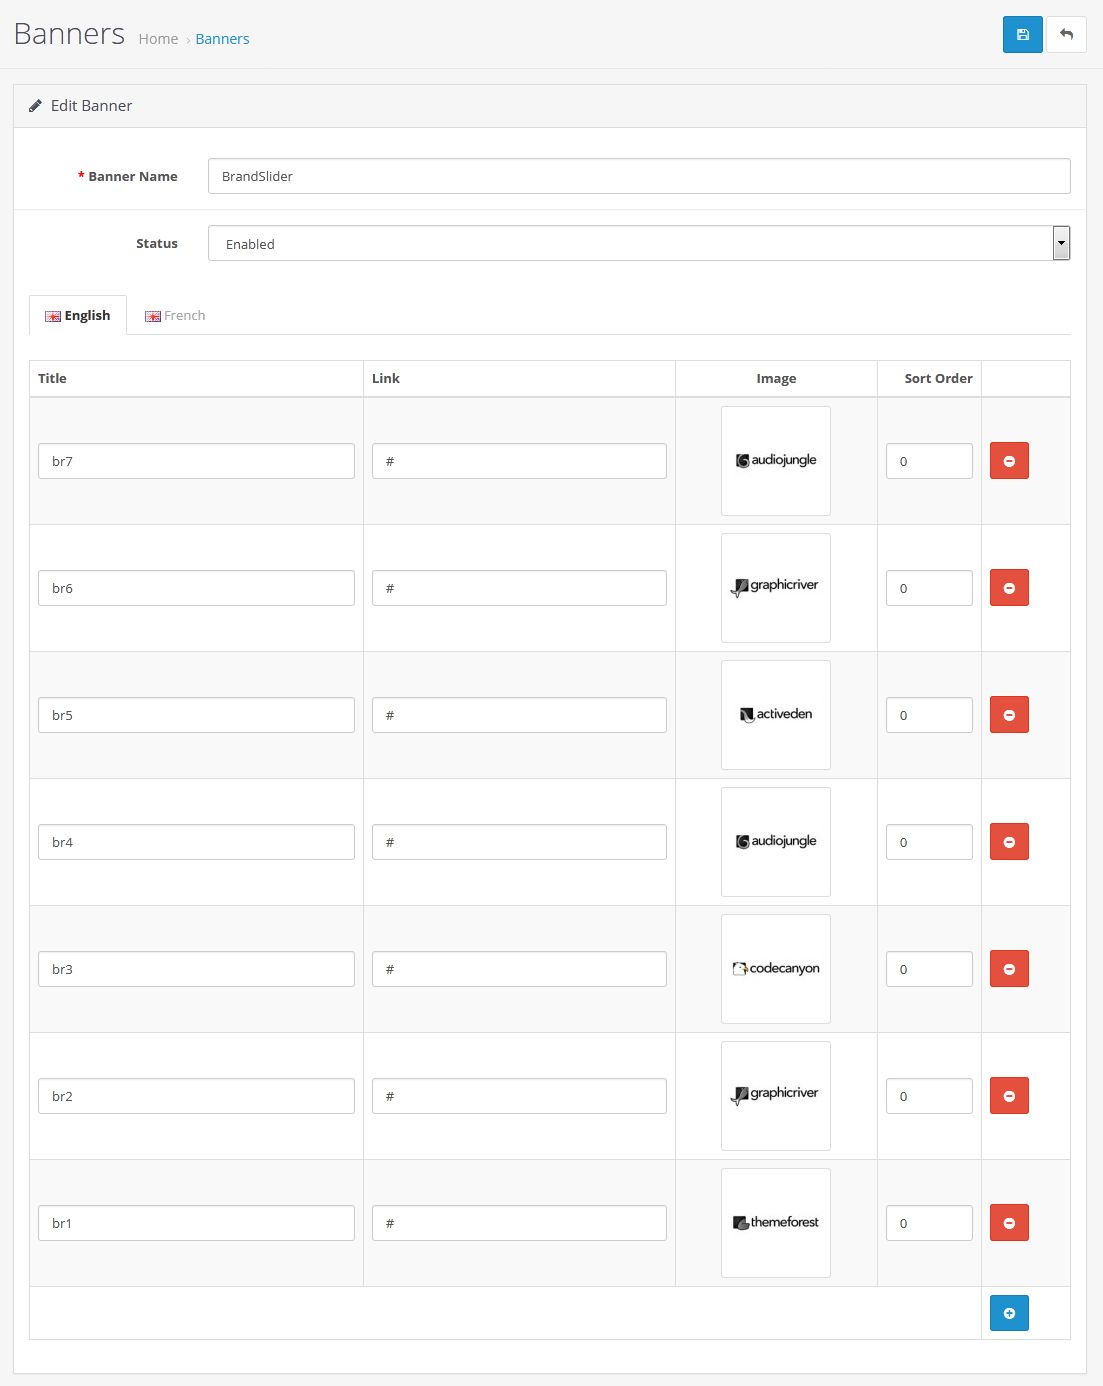 Banners Home › Banners
Edit Banner
* Banner Name BrandSlider
Status Enabled
English French
Title Link Image Sort Order
br7 # audiojungle 0
br6 # graphicriver 0
br5 # activeden 0
br4 # audiojungle 0
br3 # codecanyon 0
br2 # graphicriver 0
br1 # themeforest 0